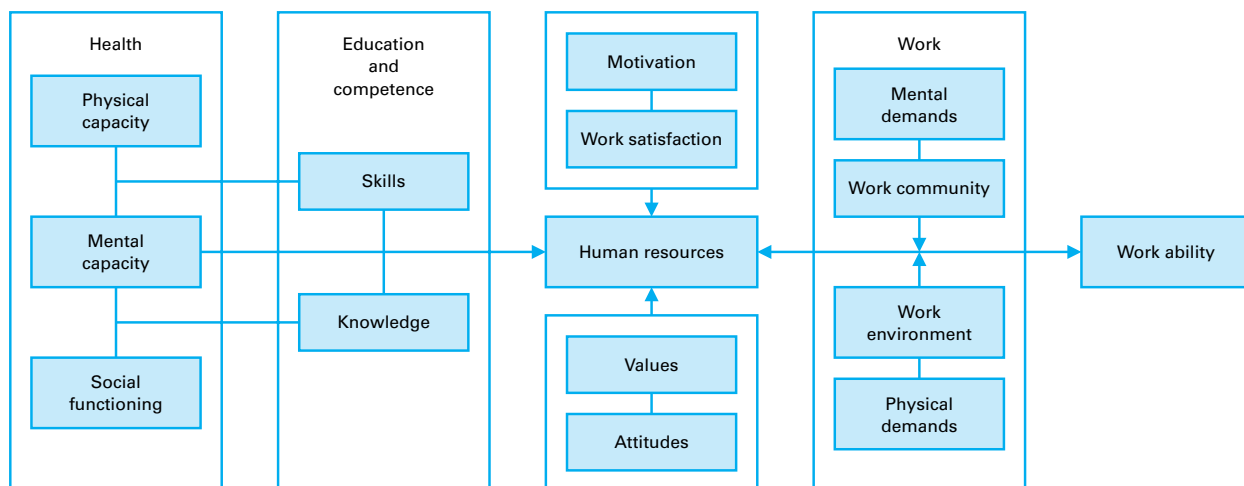 Health
Physical
capacity
Mental
capacity
Social
functioning
Education
and
competence
Skills
Knowledge
Motivation
Work satisfaction
Human resources
Values
Attitudes
Work
Mental
demands
Work community
Work
environment
Physical
demands
Work ability